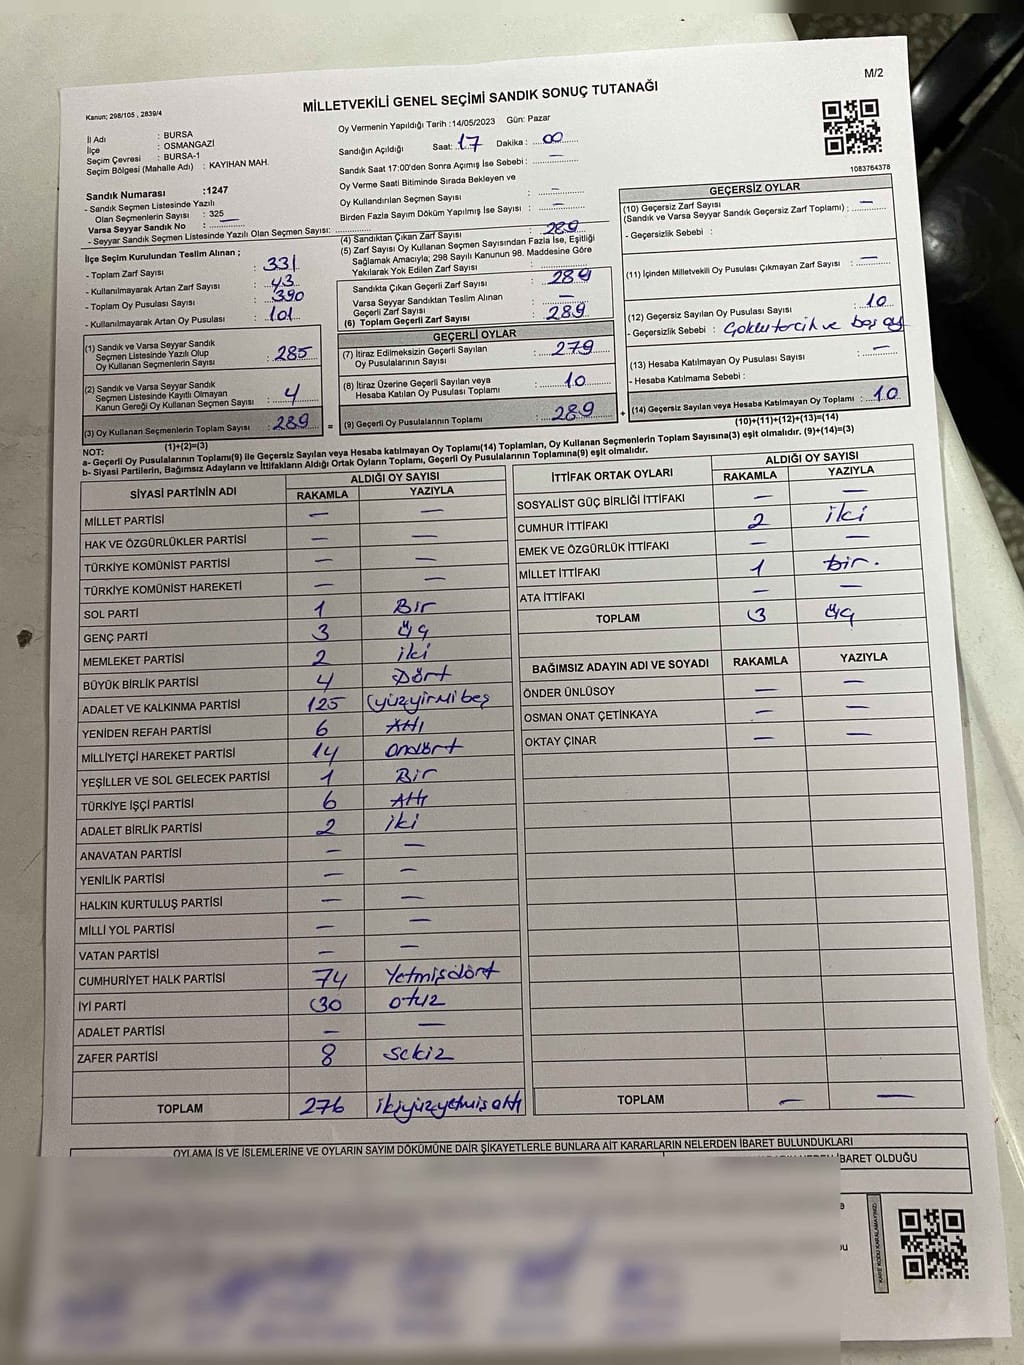 M/2
Kanun; 298/105 , 2839/4
MİLLETVEKİLİ GENEL SEÇİMİ SANDIK SONUÇ TUTANAĞI
İl Adı : BURSA
İlçe : OSMANGAZİ
Seçim Çevresi : BURSA-1
Seçim Bölgesi (Mahalle Adı) : KAYIHAN MAH.
Sandık Numarası :1247
- Sandık Seçmen Listesinde Yazılı
Olan Seçmenlerin Sayısı : 325
Varsa Seyyar Sandık No : —
- Seyyar Sandık Seçmen Listesinde Yazılı Olan Seçmen Sayısı:
Oy Vermenin Yapıldığı Tarih :14/05/2023 Gün: Pazar
Sandığın Açıldığı Saat: 17 Dakika : 00
Sandık Saat 17:00'den Sonra Açımış İse Sebebi : —
Oy Verme Saati Bitiminde Sırada Bekleyen ve
Oy Kullandırılan Seçmen Sayısı : —
Birden Fazla Sayım Döküm Yapılmış İse Sayısı : —
1083764378
İlçe Seçim Kurulundan Teslim Alınan ;
- Toplam Zarf Sayısı : 331
- Kullanılmayarak Artan Zarf Sayısı : 43
- Toplam Oy Pusulası Sayısı : 390
- Kullanılmayarak Artan Oy Pusulası : 101
(1) Sandık ve Varsa Seyyar Sandık
Seçmen Listesinde Yazılı Olup
Oy Kullanan Seçmenlerin Sayısı : 285
(2) Sandık ve Varsa Seyyar Sandık
Seçmen Listesinde Kayıtlı Olmayan
Kanun Gereği Oy Kullanan Seçmen Sayısı : 4
(3) Oy Kullanan Seçmenlerin Toplam Sayısı : 289
(1)+(2)=(3)
(4) Sandıktan Çıkan Zarf Sayısı : 289
(5) Zarf Sayısı Oy Kullanan Seçmen Sayısından Fazla İse, Eşitliği
Sağlamak Amacıyla; 298 Sayılı Kanunun 98. Maddesine Göre
Yakılarak Yok Edilen Zarf Sayısı :
Sandıkta Çıkan Geçerli Zarf Sayısı : 289
Varsa Seyyar Sandıktan Teslim Alınan
Geçerli Zarf Sayısı : —
(6) Toplam Geçerli Zarf Sayısı : 289
GEÇERLİ OYLAR
(7) İtiraz Edilmeksizin Geçerli Sayılan
Oy Pusulalarının Sayısı : 279
(8) İtiraz Üzerine Geçerli Sayılan veya
Hesaba Katılan Oy Pusulası Toplamı : 10
= (9) Geçerli Oy Pusulalarının Toplamı : 289 +
GEÇERSİZ OYLAR
(10) Geçersiz Zarf Sayısı
(Sandık ve Varsa Seyyar Sandık Geçersiz Zarf Toplamı) : —
- Geçersizlik Sebebi :
(11) İçinden Milletvekili Oy Pusulası Çıkmayan Zarf Sayısı : —
(12) Geçersiz Sayılan Oy Pusulası Sayısı : 10
- Geçersizlik Sebebi : Çoklu tercih ve boş oy
(13) Hesaba Katılmayan Oy Pusulası Sayısı : —
- Hesaba Katılmama Sebebi :
(14) Geçersiz Sayılan veya Hesaba Katılmayan Oy Toplamı : 10
(10)+(11)+(12)+(13)=(14)
NOT:
a- Geçerli Oy Pusulaları Toplamı(9) ile Geçersiz Sayılan veya Hesaba katılmayan Oy Toplamı(14) Toplamları, Oy Kullanan Seçmenlerin Toplam Sayısına(3) eşit olmalıdır. (9)+(14)=(3)
b- Siyasi Partilerin, Bağımsız Adayların ve İttifakların Aldığı Ortak Oyların Toplamı, Geçerli Oy Pusulalarının Toplamına(9) eşit olmalıdır.
SİYASİ PARTİNİN ADI ALDIĞI OY SAYISI
RAKAMLA YAZIYLA
MİLLET PARTİSİ — —
HAK VE ÖZGÜRLÜKLER PARTİSİ — —
TÜRKİYE KOMÜNİST PARTİSİ — —
TÜRKİYE KOMÜNİST HAREKETİ — —
SOL PARTİ 1 Bir
GENÇ PARTİ 3 Üç
MEMLEKET PARTİSİ 2 iki
BÜYÜK BİRLİK PARTİSİ 4 Dört
ADALET VE KALKINMA PARTİSİ 125 yüzyirmibeş
YENİDEN REFAH PARTİSİ 6 Altı
MİLLİYETÇİ HAREKET PARTİSİ 14 Ondört
YEŞİLLER VE SOL GELECEK PARTİSİ 1 Bir
TÜRKİYE İŞÇİ PARTİSİ 6 Altı
ADALET BİRLİK PARTİSİ 2 iki
ANAVATAN PARTİSİ — —
YENİLİK PARTİSİ — —
HALKIN KURTULUŞ PARTİSİ — —
MİLLİ YOL PARTİSİ — —
VATAN PARTİSİ — —
CUMHURİYET HALK PARTİSİ 74 Yetmişdört
İYİ PARTİ 30 otuz
ADALET PARTİSİ — —
ZAFER PARTİSİ 8 sekiz
TOPLAM 276 ikiyüzyetmişaltı
İTTİFAK ORTAK OYLARI ALDIĞI OY SAYISI
RAKAMLA YAZIYLA
SOSYALİST GÜÇ BİRLİĞİ İTTİFAKI — —
CUMHUR İTTİFAKI 2 iki
EMEK VE ÖZGÜRLÜK İTTİFAKI — —
MİLLET İTTİFAKI 1 bir.
ATA İTTİFAKI — —
TOPLAM 3 Üç
BAĞIMSIZ ADAYIN ADI VE SOYADI RAKAMLA YAZIYLA
ÖNDER ÜNLÜSOY — —
OSMAN ONAT ÇETİNKAYA — —
OKTAY ÇINAR — —
TOPLAM — —
OYLAMA İŞ VE İŞLEMLERİNE VE OYLARIN SAYIM DÖKÜMÜNE DAİR ŞİKAYETLERLE BUNLARA AİT KARARLARIN NELERDEN İBARET BULUNDUKLARI
İBARET OLDUĞU
KARE KODU KARALAMAYINIZ!